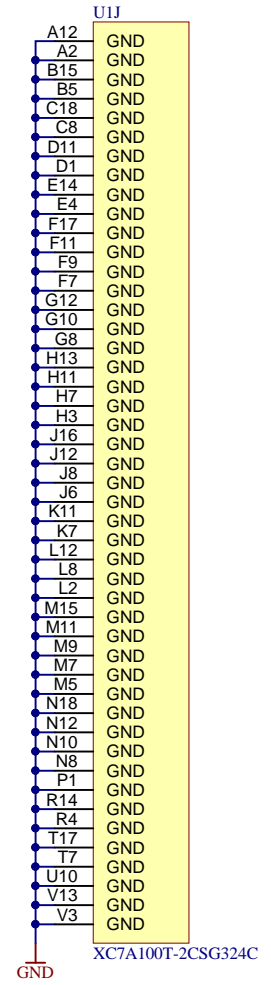 U1J
A12 GND
A2 GND
B15 GND
B5 GND
C18 GND
C8 GND
D11 GND
D1 GND
E14 GND
E4 GND
F17 GND
F11 GND
F9 GND
F7 GND
G12 GND
G10 GND
G8 GND
H13 GND
H11 GND
H7 GND
H3 GND
J16 GND
J12 GND
J8 GND
J6 GND
K11 GND
K7 GND
L12 GND
L8 GND
L2 GND
M15 GND
M11 GND
M9 GND
M7 GND
M5 GND
N18 GND
N12 GND
N10 GND
N8 GND
P1 GND
R14 GND
R4 GND
T17 GND
T7 GND
U10 GND
V13 GND
V3 GND
XC7A100T-2CSG324C
GND